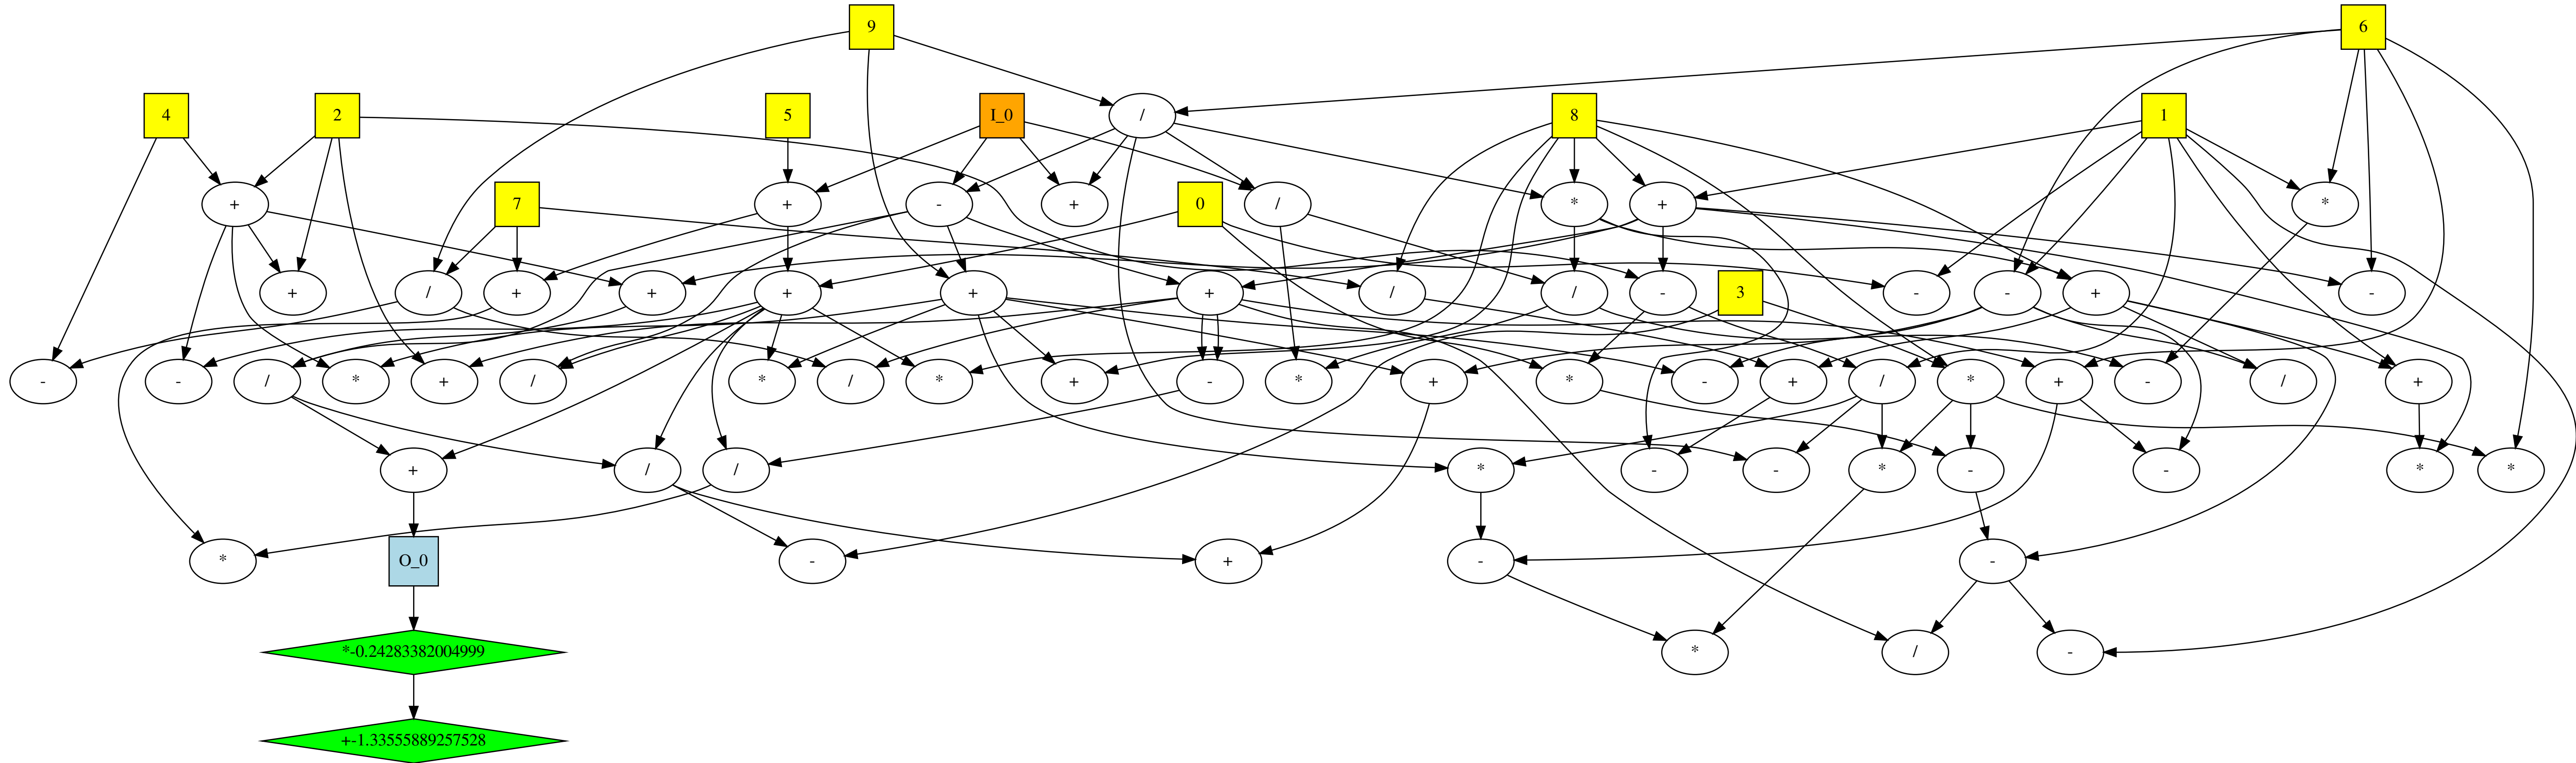 9 6
4 2 5 I_0 / 8 1
+ 7 + - + 0 / * + *
+ / + + + + + / / - 3 - - + -
- - / * + / * / * + - * + * - + / * + - / +
+ / / * - - * - - * *
* O_0 - + - -
*-0.24283382004999 * / -
+-1.33555889257528